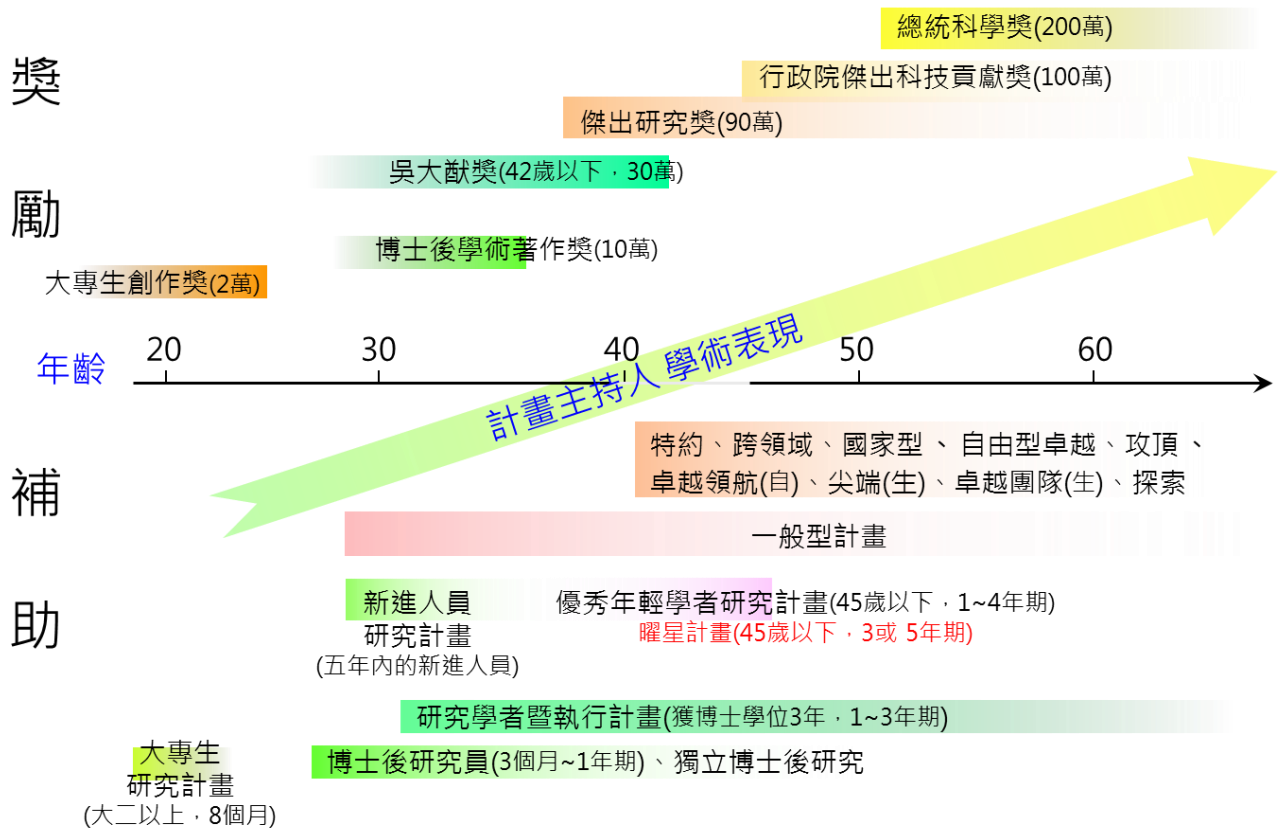 獎
勵
總統科學獎(200萬)
行政院傑出科技貢獻獎(100萬)
傑出研究獎(90萬)
吳大猷獎(42歲以下，30萬)
博士後學術著作獎(10萬)
大專生創作獎(2萬)
年齡
20 30 40 50 60
計畫主持人 學術表現
補
助
特約、跨領域、國家型、自由型卓越、攻頂、
卓越領航(自)、尖端(生)、卓越團隊(生)、探索
一般型計畫
新進人員
研究計畫
(五年內的新進人員)
優秀年輕學者研究計畫(45歲以下，1~4年期)
曜星計畫(45歲以下，3或 5年期)
研究學者暨執行計畫(獲博士學位3年，1~3年期)
大專生
研究計畫
(大二以上，8個月)
博士後研究員(3個月~1年期)、獨立博士後研究